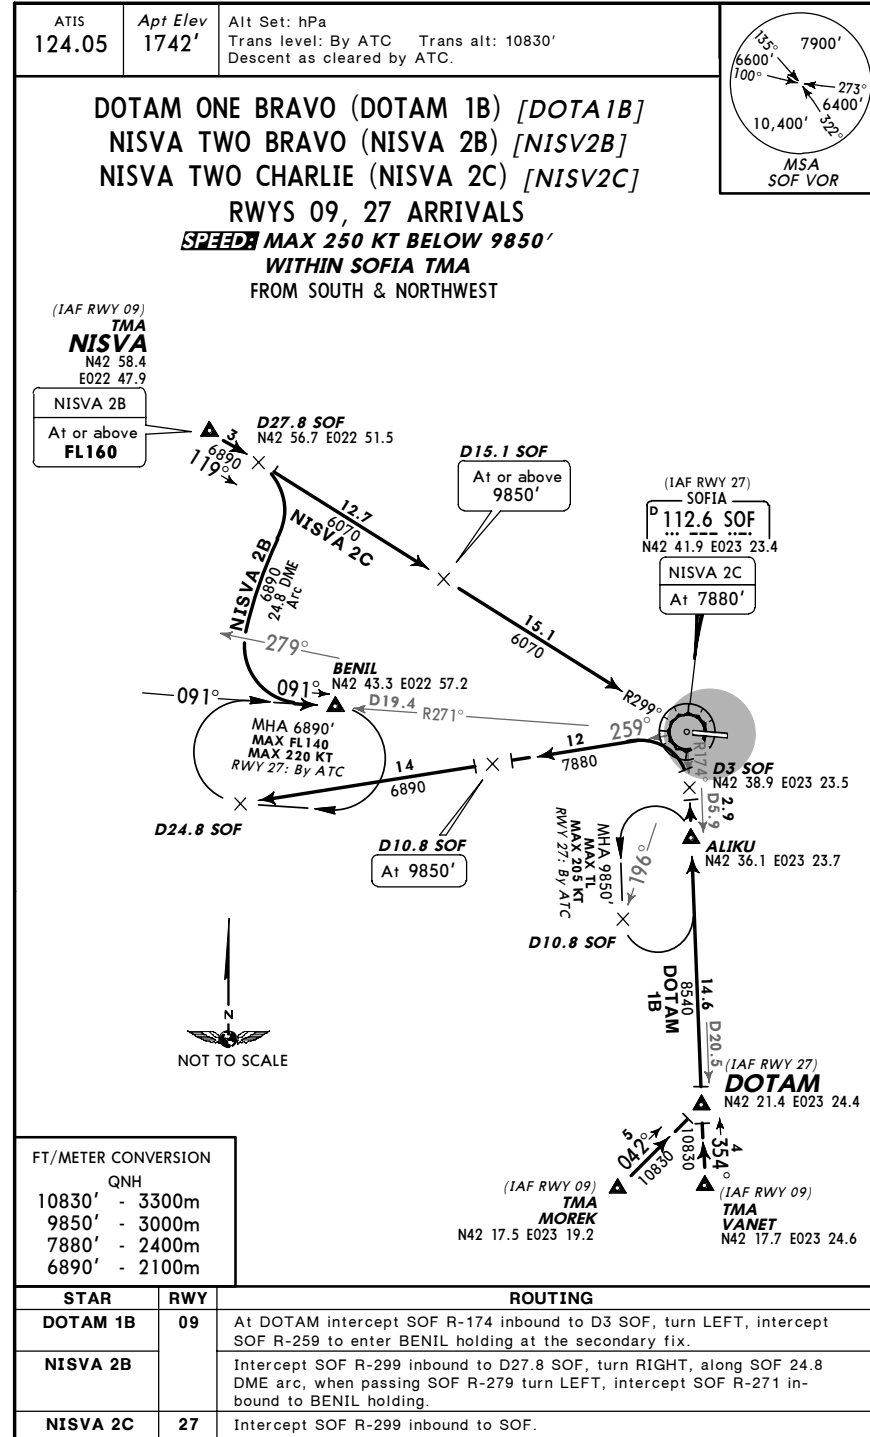 ATIS
124.05
Apt Elev
1742'
Alt Set: hPa
Trans level: By ATC Trans alt: 10830'
Descent as cleared by ATC.
135°
7900'
6600'
100°
273°
6400'
10,400'
322°
MSA
SOF VOR
DOTAM ONE BRAVO (DOTAM 1B) [DOTA1B]
NISVA TWO BRAVO (NISVA 2B) [NISV2B]
NISVA TWO CHARLIE (NISVA 2C) [NISV2C]
RWYS 09, 27 ARRIVALS
SPEED: MAX 250 KT BELOW 9850'
WITHIN SOFIA TMA
FROM SOUTH & NORTHWEST
(IAF RWY 09)
TMA
NISVA
N42 58.4
E022 47.9
NISVA 2B
At or above
FL160
3
6890
119°
D27.8 SOF
N42 56.7 E022 51.5
D15.1 SOF
At or above
9850'
12.7
6070
NISVA 2C
(IAF RWY 27)
SOFIA
D 112.6 SOF
N42 41.9 E023 23.4
NISVA 2C
At 7880'
NISVA 2B
6890
24.8 DME
Arc
15.1
6070
279°
BENIL
N42 43.3 E022 57.2
091°
091°
D19.4
R271°
R299°
259°
R174°
MHA 6890'
MAX FL140
MAX 220 KT
RWY 27: By ATC
12
7880
14
6890
D24.8 SOF
D10.8 SOF
At 9850'
D3 SOF
N42 38.9 E023 23.5
D5.9
2.9
ALIKU
N42 36.1 E023 23.7
MHA 9850'
MAX TL
MAX 205 KT
RWY 27: By ATC
196°
D10.8 SOF
14.6
8540
DOTAM
1B
D20.5
N
NOT TO SCALE
(IAF RWY 27)
DOTAM
N42 21.4 E023 24.4
5
042°
10830
4
354°
10830
(IAF RWY 09)
TMA
MOREK
N42 17.5 E023 19.2
(IAF RWY 09)
TMA
VANET
N42 17.7 E023 24.6
FT/METER CONVERSION
QNH
10830' - 3300m
9850' - 3000m
7880' - 2400m
6890' - 2100m
STAR RWY ROUTING
DOTAM 1B 09 At DOTAM intercept SOF R-174 inbound to D3 SOF, turn LEFT, intercept
SOF R-259 to enter BENIL holding at the secondary fix.
NISVA 2B Intercept SOF R-299 inbound to D27.8 SOF, turn RIGHT, along SOF 24.8
DME arc, when passing SOF R-279 turn LEFT, intercept SOF R-271 in-
bound to BENIL holding.
NISVA 2C 27 Intercept SOF R-299 inbound to SOF.